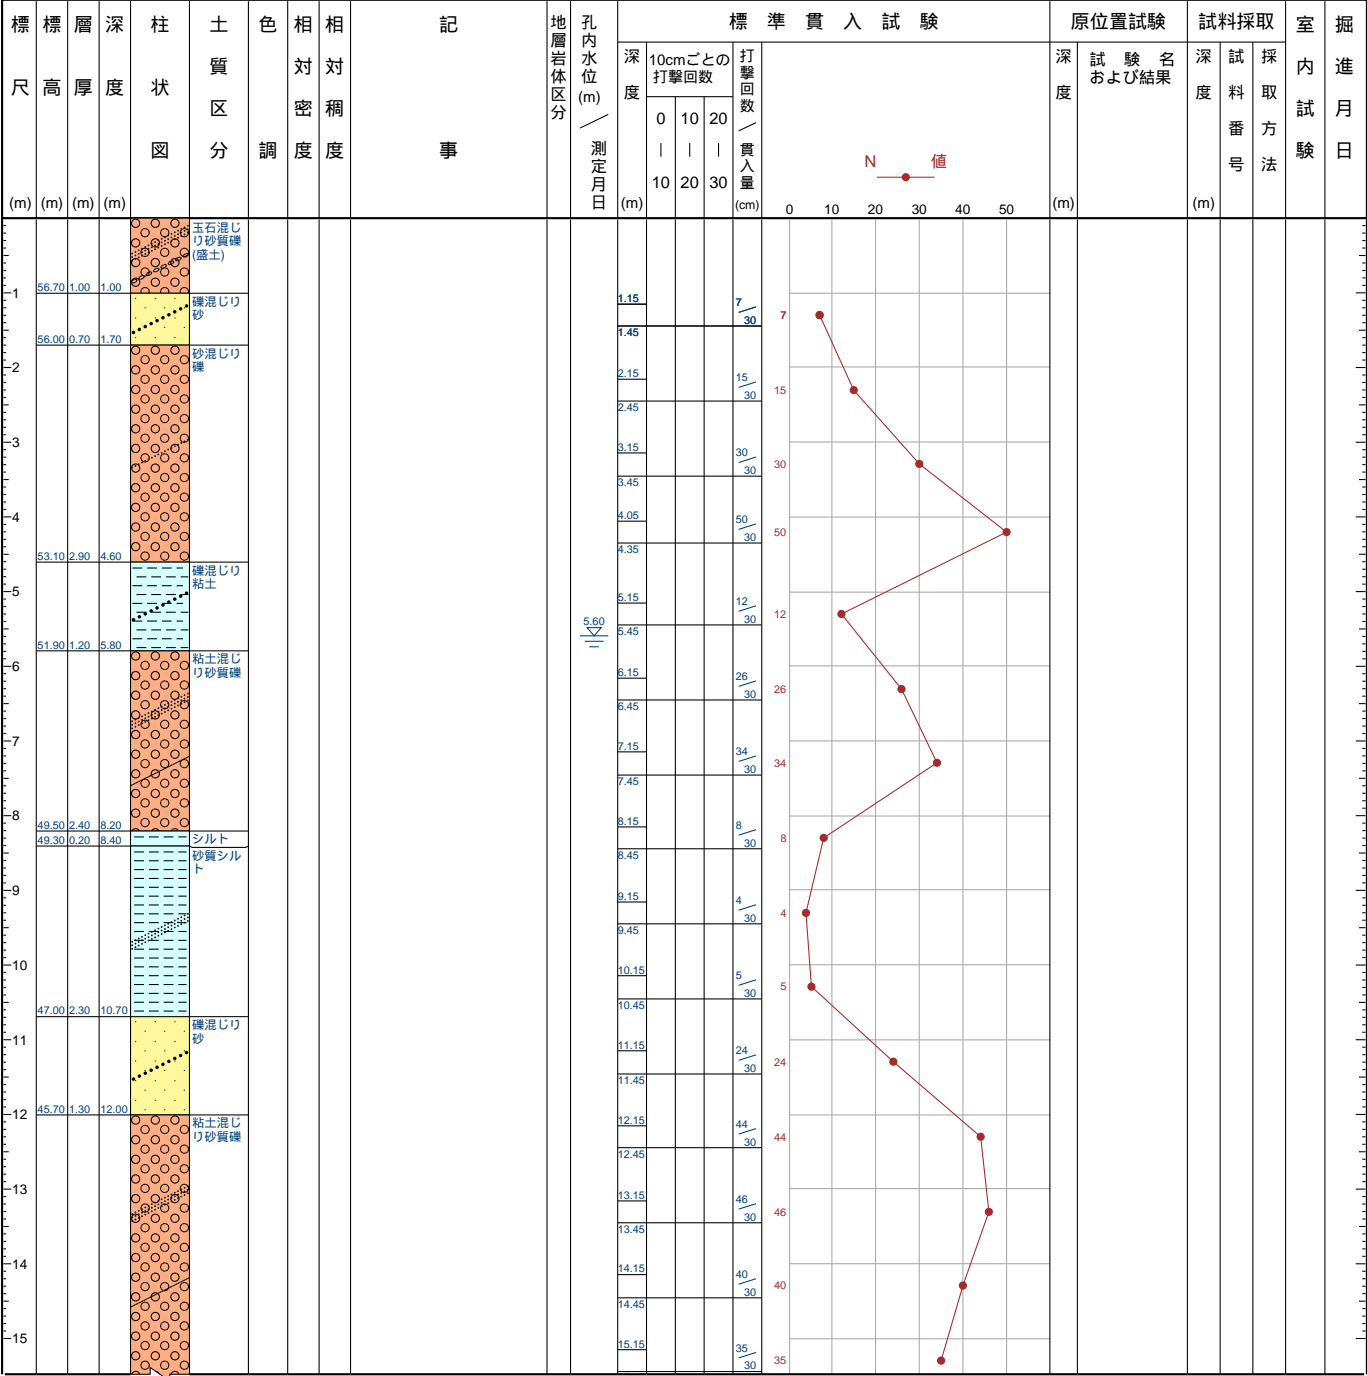 標尺(m)
標高(m)
層厚(m)
深度(m)
柱状図
土質区分
色調
相対密度
相対稠度
記事
地層岩体区分
孔内水位(m)／測定月日
標準貫入試験
深度(m)
10cmごとの
打撃回数
0 10 20
| | |
10 20 30
打撃回数／貫入量(cm)
N 値
0 10 20 30 40 50
原位置試験
深度(m)
試験名
および結果
試料採取
深度(m)
試料番号
採取方法
室内試験
掘進月日
玉石混じ
り砂質礫
(盛土)
56.70 1.00 1.00
1
礫混じり
砂
1.15 7/30 7
1.45
56.00 0.70 1.70
砂混じり
礫
2
2.15 15/30 15
2.45
3
3.15 30/30 30
3.45
4
4.05 50/30 50
4.35
53.10 2.90 4.60
礫混じり
粘土
5
5.15 12/30 12
5.60
5.45
51.90 1.20 5.80
粘土混じ
り砂質礫
6
6.15 26/30 26
6.45
7
7.15 34/30 34
7.45
8
49.50 2.40 8.20
8.15 8/30 8
49.30 0.20 8.40
シルト
8.45
砂質シル
ト
9
9.15 4/30 4
9.45
10
10.15 5/30 5
10.45
47.00 2.30 10.70
礫混じり
砂
11
11.15 24/30 24
11.45
45.70 1.30 12.00
12
粘土混じ
り砂質礫
12.15 44/30 44
12.45
13
13.15 46/30 46
13.45
14
14.15 40/30 40
14.45
15
15.15 35/30 35